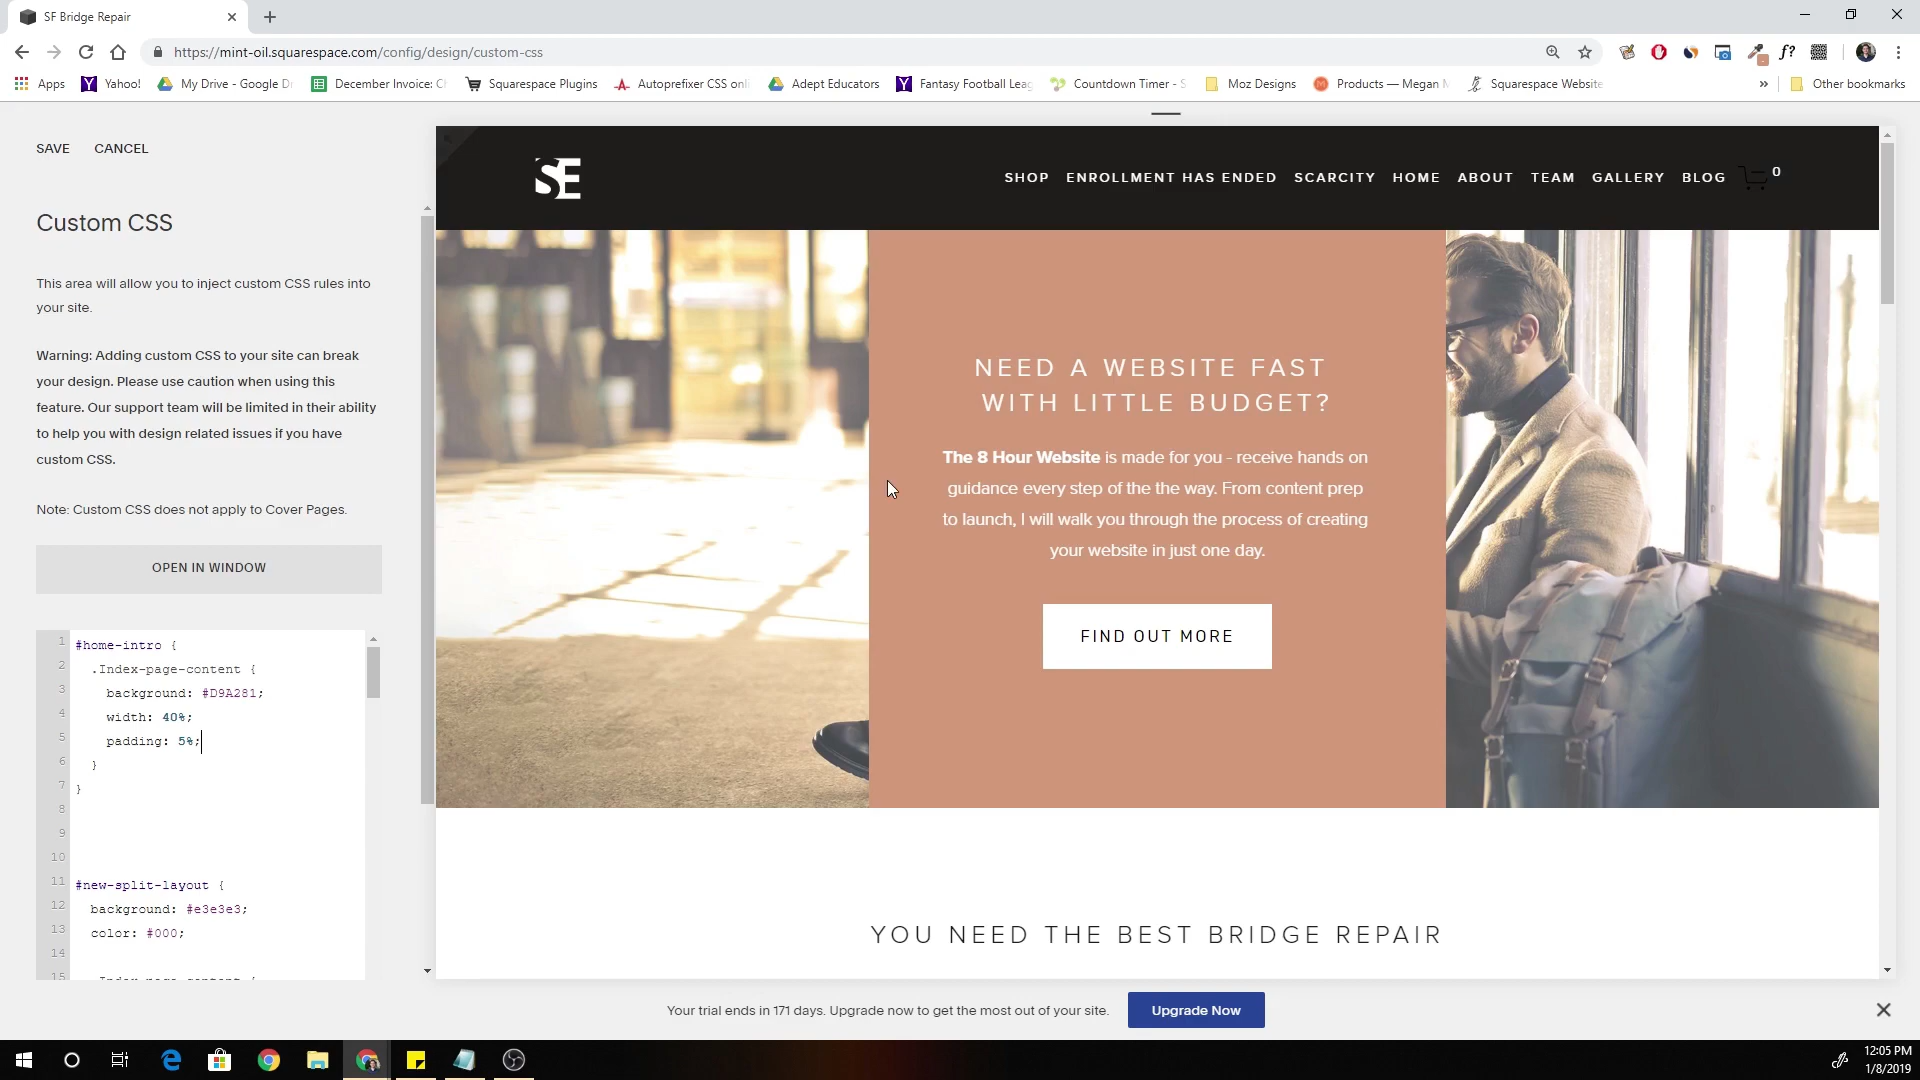 SF Bridge Repair
https://mint-oil.squarespace.com/config/design/custom-css
Apps Yahoo! My Drive - Google Dr December Invoice: Ch Squarespace Plugins Autoprefixer CSS onli Adept Educators Fantasy Football Leag Countdown Timer - S Moz Designs Products — Megan M Squarespace Website » Other bookmarks
SAVE CANCEL
Custom CSS
This area will allow you to inject custom CSS rules into
your site.
Warning: Adding custom CSS to your site can break
your design. Please use caution when using this
feature. Our support team will be limited in their ability
to help you with design related issues if you have
custom CSS.
Note: Custom CSS does not apply to Cover Pages.
OPEN IN WINDOW
1 #home-intro {
2 .Index-page-content {
3 background: #D9A281;
4 width: 40%;
5 padding: 5%;
6 }
7 }
8
9
10
11 #new-split-layout {
12 background: #e3e3e3;
13 color: #000;
14
15 .Index-page-content {
SE
SHOP ENROLLMENT HAS ENDED SCARCITY HOME ABOUT TEAM GALLERY BLOG 0
NEED A WEBSITE FAST
WITH LITTLE BUDGET?
The 8 Hour Website is made for you - receive hands on
guidance every step of the the way. From content prep
to launch, I will walk you through the process of creating
your website in just one day.
FIND OUT MORE
YOU NEED THE BEST BRIDGE REPAIR
Your trial ends in 171 days. Upgrade now to get the most out of your site. Upgrade Now
12:05 PM
1/8/2019